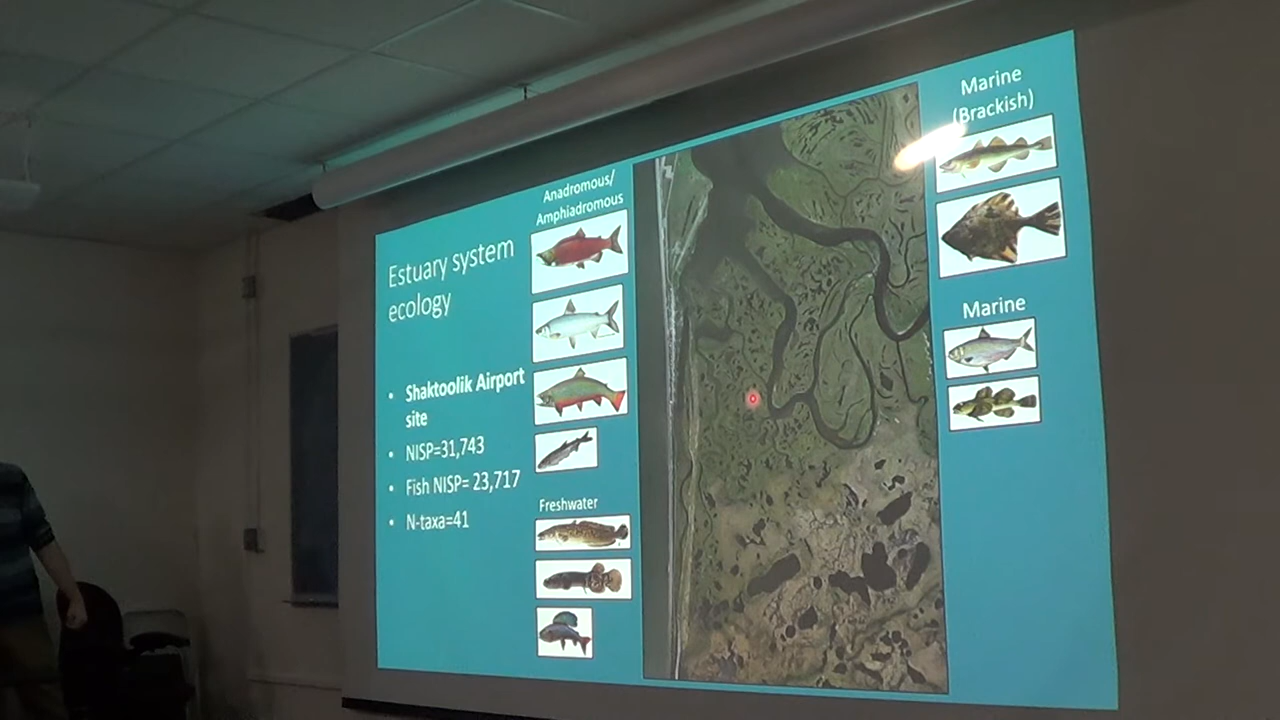 Estuary system
ecology
• Shaktoolik Airport
site
• NISP=31,743
• Fish NISP= 23,717
• N-taxa=41
Anadromous/
Amphiadromous
Freshwater
Marine
(Brackish)
Marine